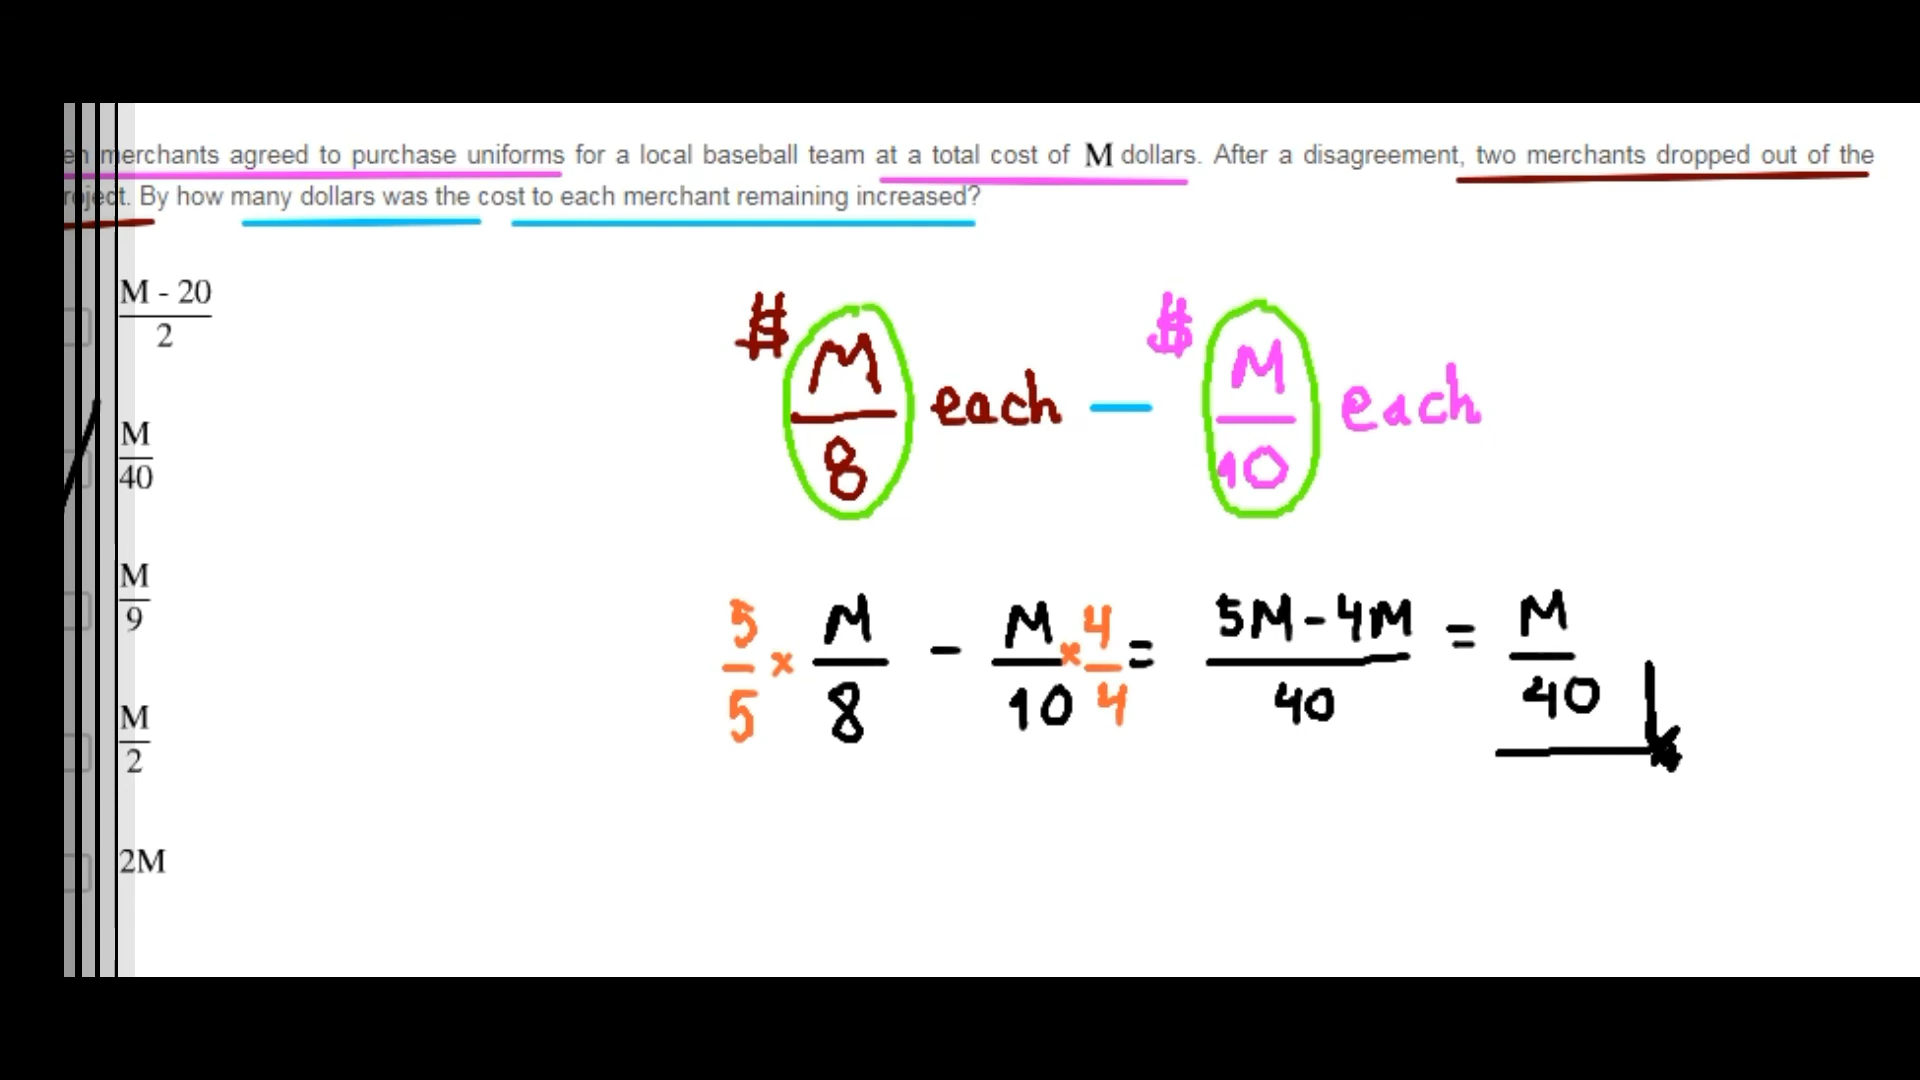 en merchants agreed to purchase uniforms for a local baseball team at a total cost of M dollars. After a disagreement, two merchants dropped out of the
roject. By how many dollars was the cost to each merchant remaining increased?
M - 20
2
M
40
M
9
M
2
2M
$ M/8 each − $ M/10 each
5/5 × M/8 − M/10 × 4/4 = 5M-4M/40 = M/40